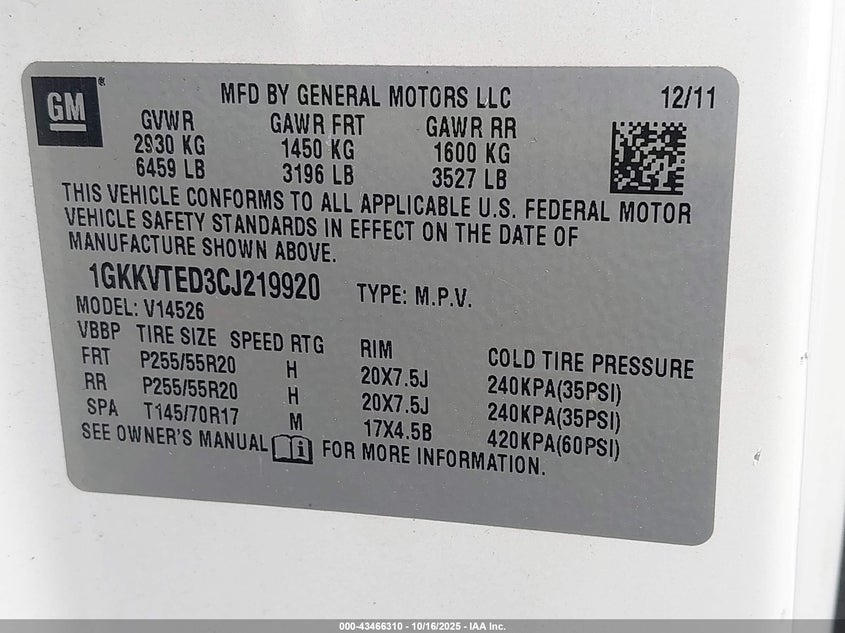 GM®
MFD BY GENERAL MOTORS LLC 12/11
GVWR GAWR FRT GAWR RR
2930 KG 1450 KG 1600 KG
6459 LB 3196 LB 3527 LB
THIS VEHICLE CONFORMS TO ALL APPLICABLE U.S. FEDERAL MOTOR
VEHICLE SAFETY STANDARDS IN EFFECT ON THE DATE OF
MANUFACTURE SHOWN ABOVE.
1GKKVTED3CJ219920 TYPE: M.P.V.
MODEL: V14526
VBBP TIRE SIZE SPEED RTG RIM COLD TIRE PRESSURE
FRT P255/55R20 H 20X7.5J 240KPA(35PSI)
RR P255/55R20 H 20X7.5J 240KPA(35PSI)
SPA T145/70R17 M 17X4.5B 420KPA(60PSI)
SEE OWNER'S MANUAL FOR MORE INFORMATION.
000-43466310 - 10/16/2025 - IAA Inc.